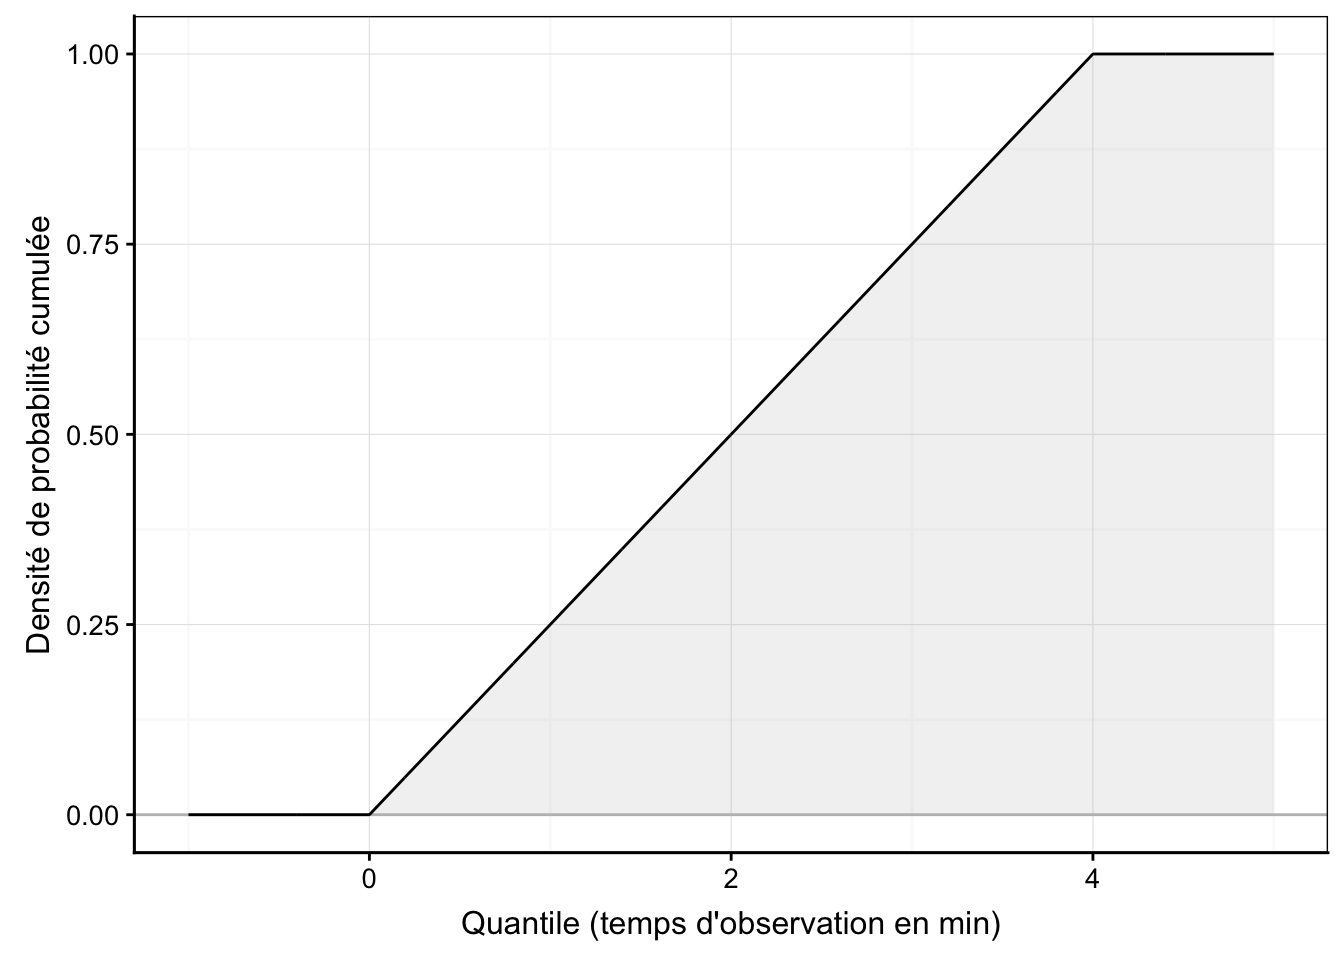 Densité de probabilité cumulée
1.00
0.75
0.50
0.25
0.00
0 2 4
Quantile (temps d'observation en min)